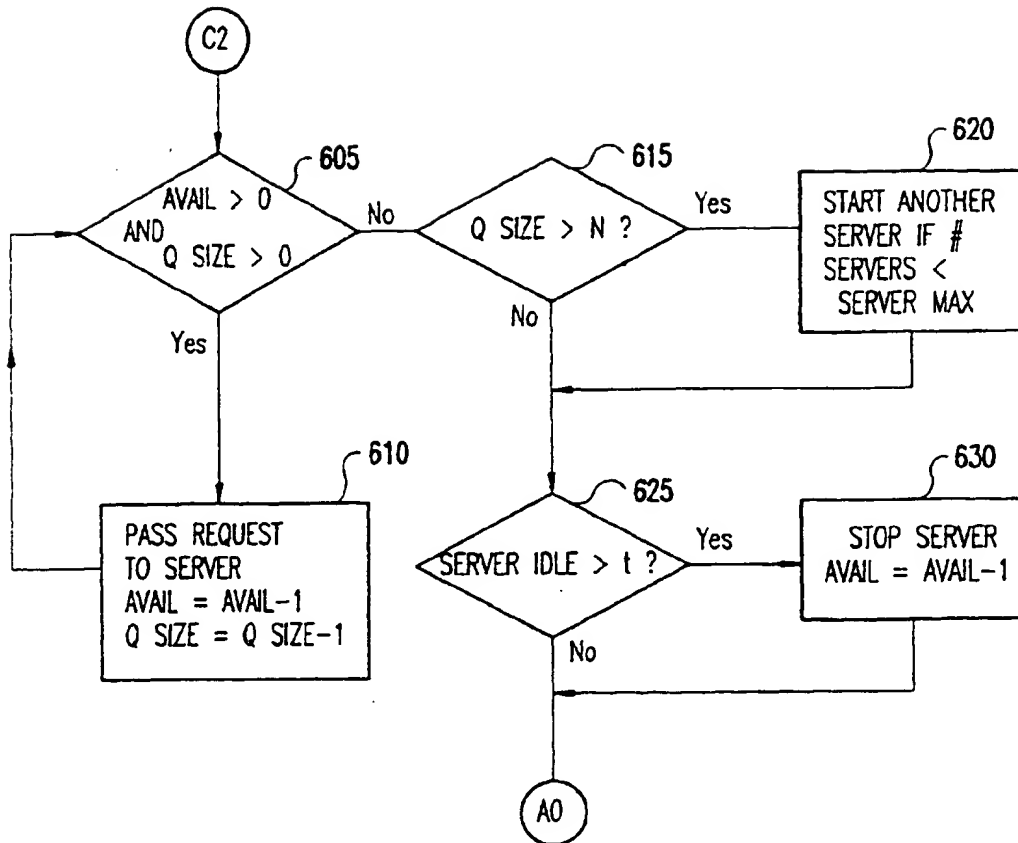 C2
605
AVAIL > 0
AND
Q SIZE > 0
No
Yes
615
Q SIZE > N ?
Yes
No
620
START ANOTHER
SERVER IF #
SERVERS <
SERVER MAX
610
PASS REQUEST
TO SERVER
AVAIL = AVAIL-1
Q SIZE = Q SIZE-1
625
SERVER IDLE > t ?
Yes
No
630
STOP SERVER
AVAIL = AVAIL-1
A0